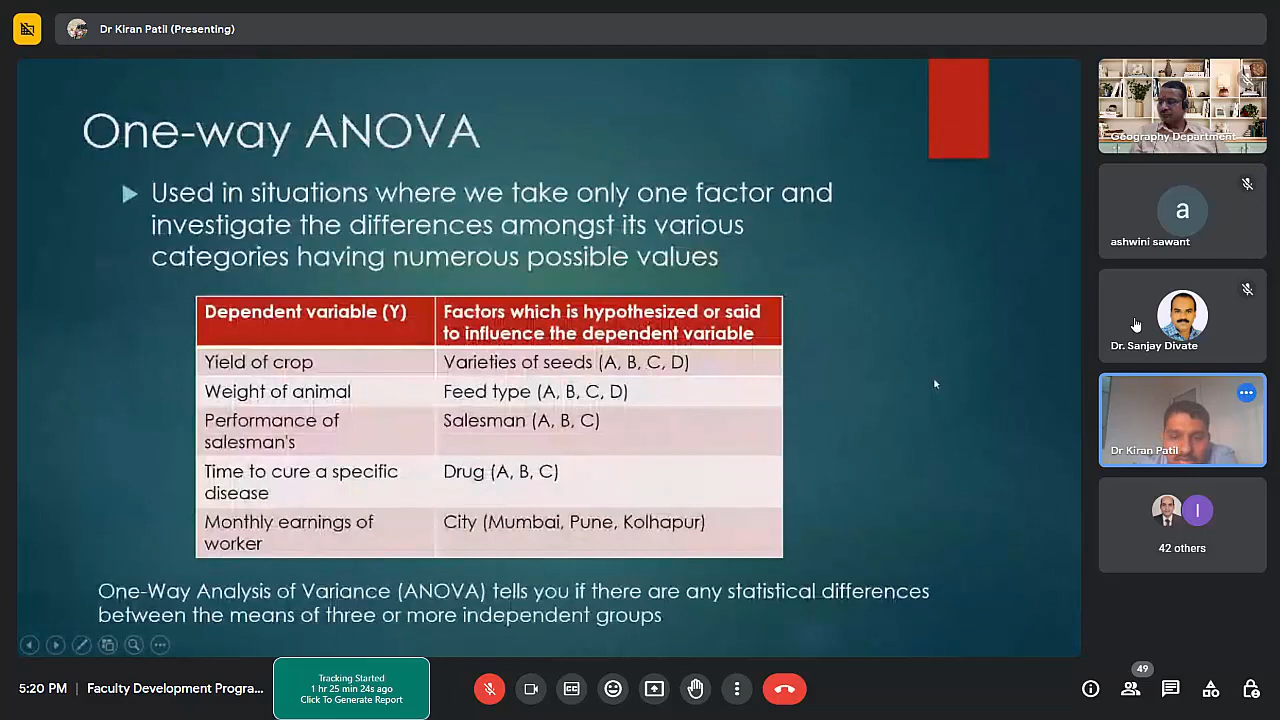 Dr Kiran Patil (Presenting)
One-way ANOVA
Used in situations where we take only one factor and
investigate the differences amongst its various
categories having numerous possible values
Dependent variable (Y)
Factors which is hypothesized or said
to influence the dependent variable
Yield of crop
Varieties of seeds (A, B, C, D)
Weight of animal
Feed type (A, B, C, D)
Performance of
salesman's
Salesman (A, B, C)
Time to cure a specific
disease
Drug (A, B, C)
Monthly earnings of
worker
City (Mumbai, Pune, Kolhapur)
One-Way Analysis of Variance (ANOVA) tells you if there are any statistical differences
between the means of three or more independent groups
Geography Department
a
ashwini sawant
Dr. Sanjay Divate
Dr Kiran Patil
I
42 others
5:20 PM | Faculty Development Progra...
Tracking Started
1 hr 25 min 24s ago
Click To Generate Report
49